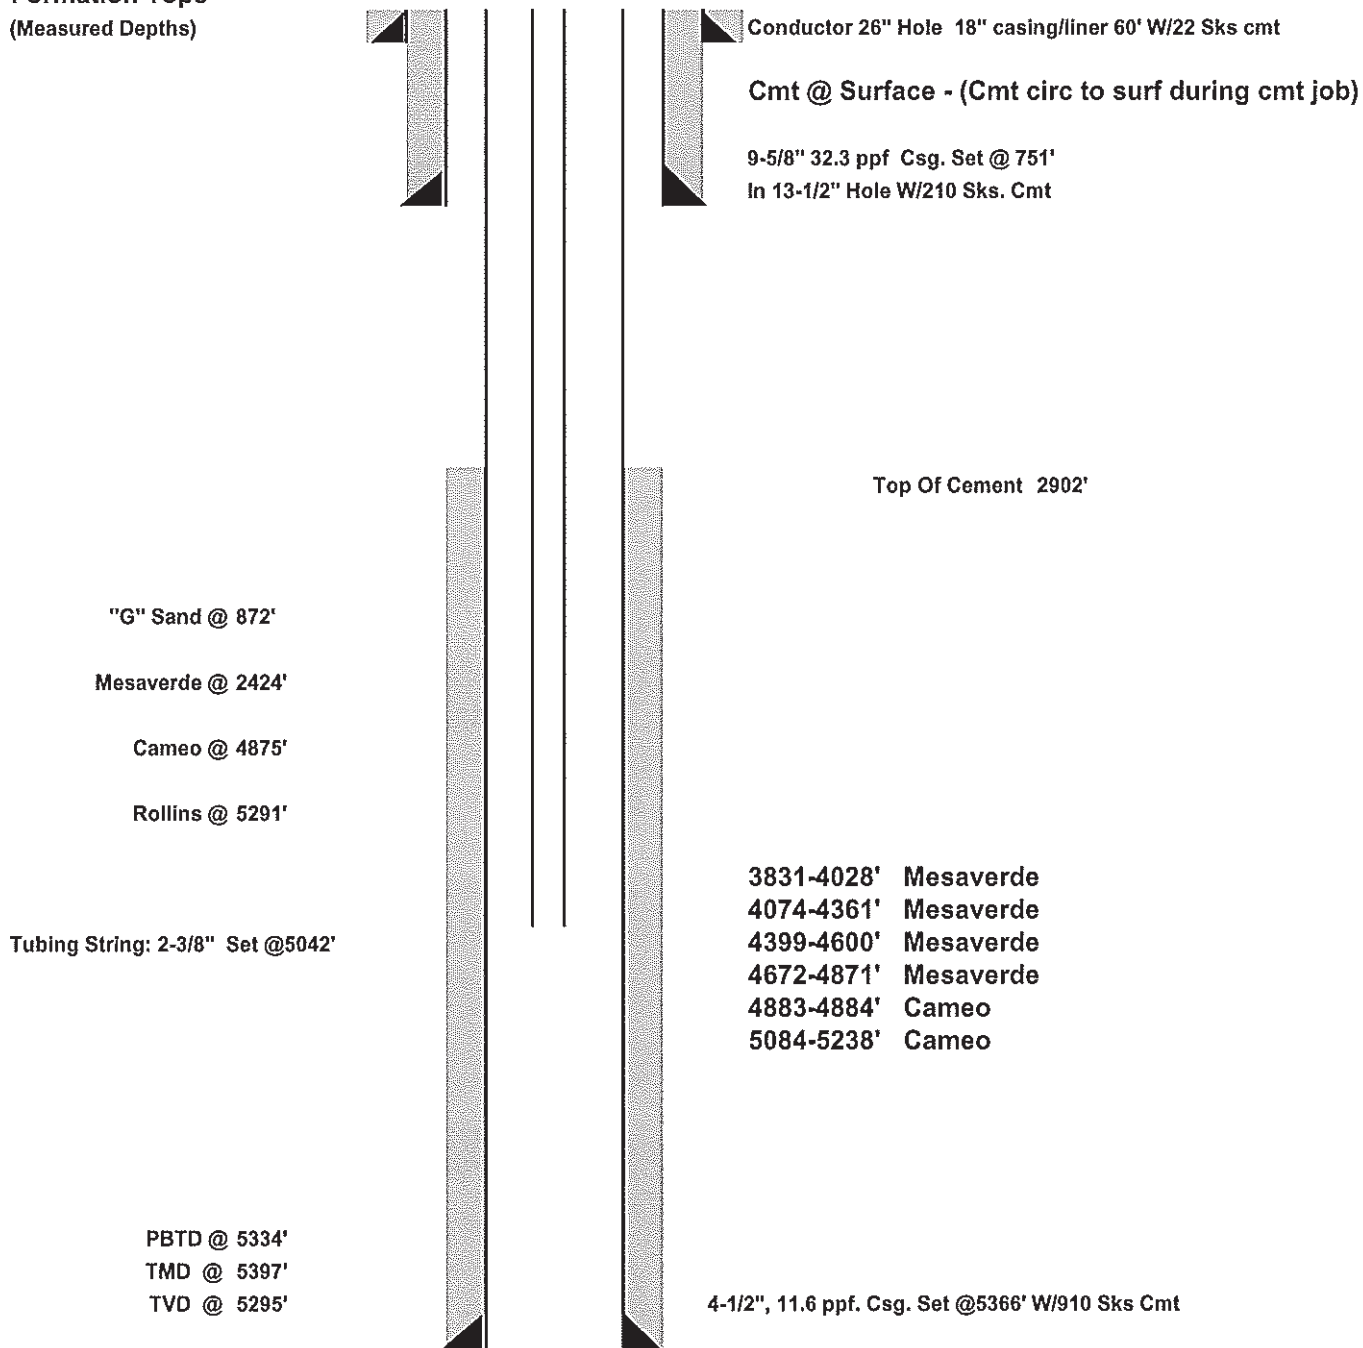 Formation Tops
(Measured Depths)
Conductor 26" Hole 18" casing/liner 60' W/22 Sks cmt
Cmt @ Surface - (Cmt circ to surf during cmt job)
9-5/8" 32.3 ppf Csg. Set @ 751'
In 13-1/2" Hole W/210 Sks. Cmt
Top Of Cement 2902'
"G" Sand @ 872'
Mesaverde @ 2424'
Cameo @ 4875'
Rollins @ 5291'
3831-4028' Mesaverde
4074-4361' Mesaverde
4399-4600' Mesaverde
4672-4871' Mesaverde
4883-4884' Cameo
5084-5238' Cameo
Tubing String: 2-3/8" Set @5042'
PBTD @ 5334'
TMD @ 5397'
TVD @ 5295'
4-1/2", 11.6 ppf. Csg. Set @5366' W/910 Sks Cmt